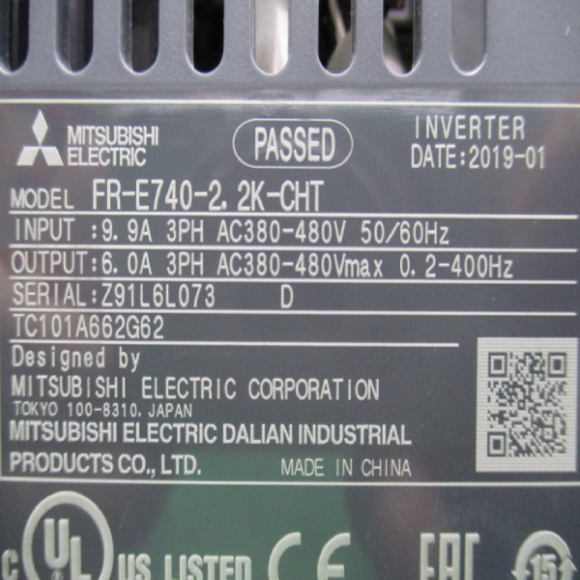 MITSUBISHI
ELECTRIC
PASSED
INVERTER
DATE:2019-01
MODEL FR-E740-2.2K-CHT
INPUT :9.9A 3PH AC380-480V 50/60Hz
OUTPUT:6.0A 3PH AC380-480Vmax 0.2-400Hz
SERIAL:Z91L6L073 D
TC101A662G62
Designed by
MITSUBISHI ELECTRIC CORPORATION
TOKYO 100-8310, JAPAN
MITSUBISHI ELECTRIC DALIAN INDUSTRIAL
PRODUCTS CO., LTD. MADE IN CHINA
c UL US LISTED CE EAC 15